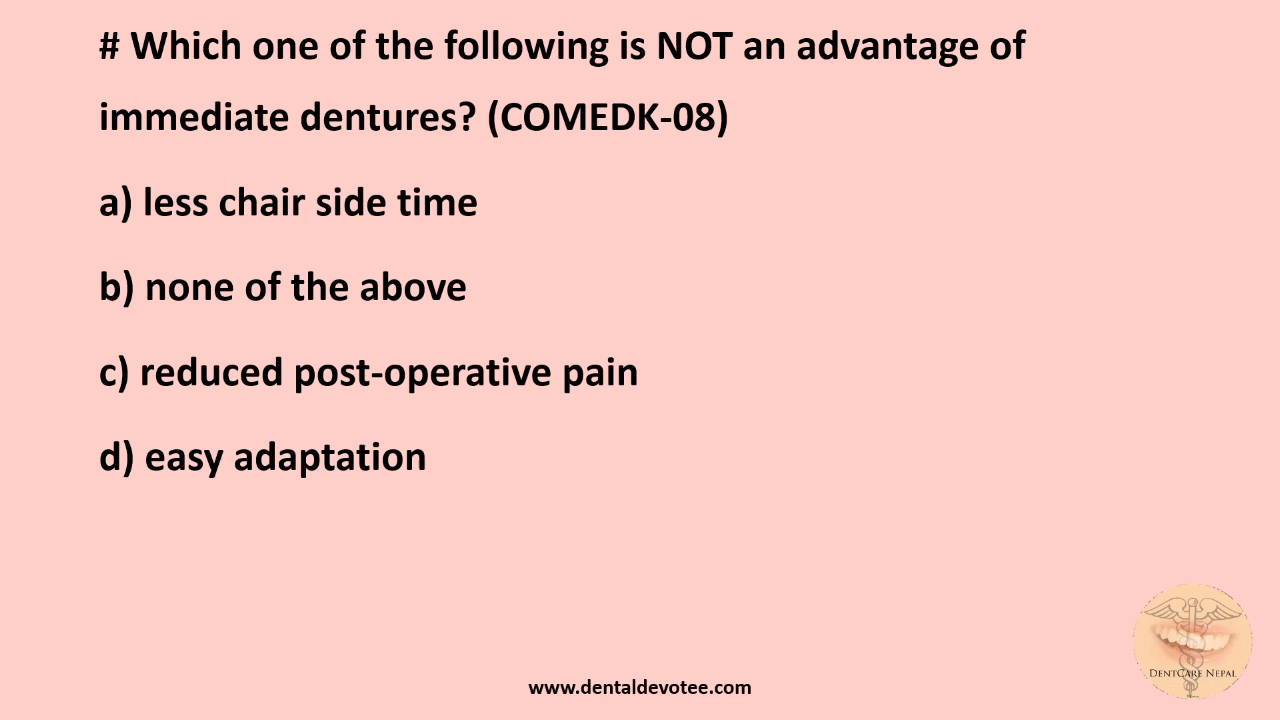 # Which one of the following is NOT an advantage of
immediate dentures? (COMEDK-08)
a) less chair side time
b) none of the above
c) reduced post-operative pain
d) easy adaptation
DENTCARE NEPAL
www.dentaldevotee.com